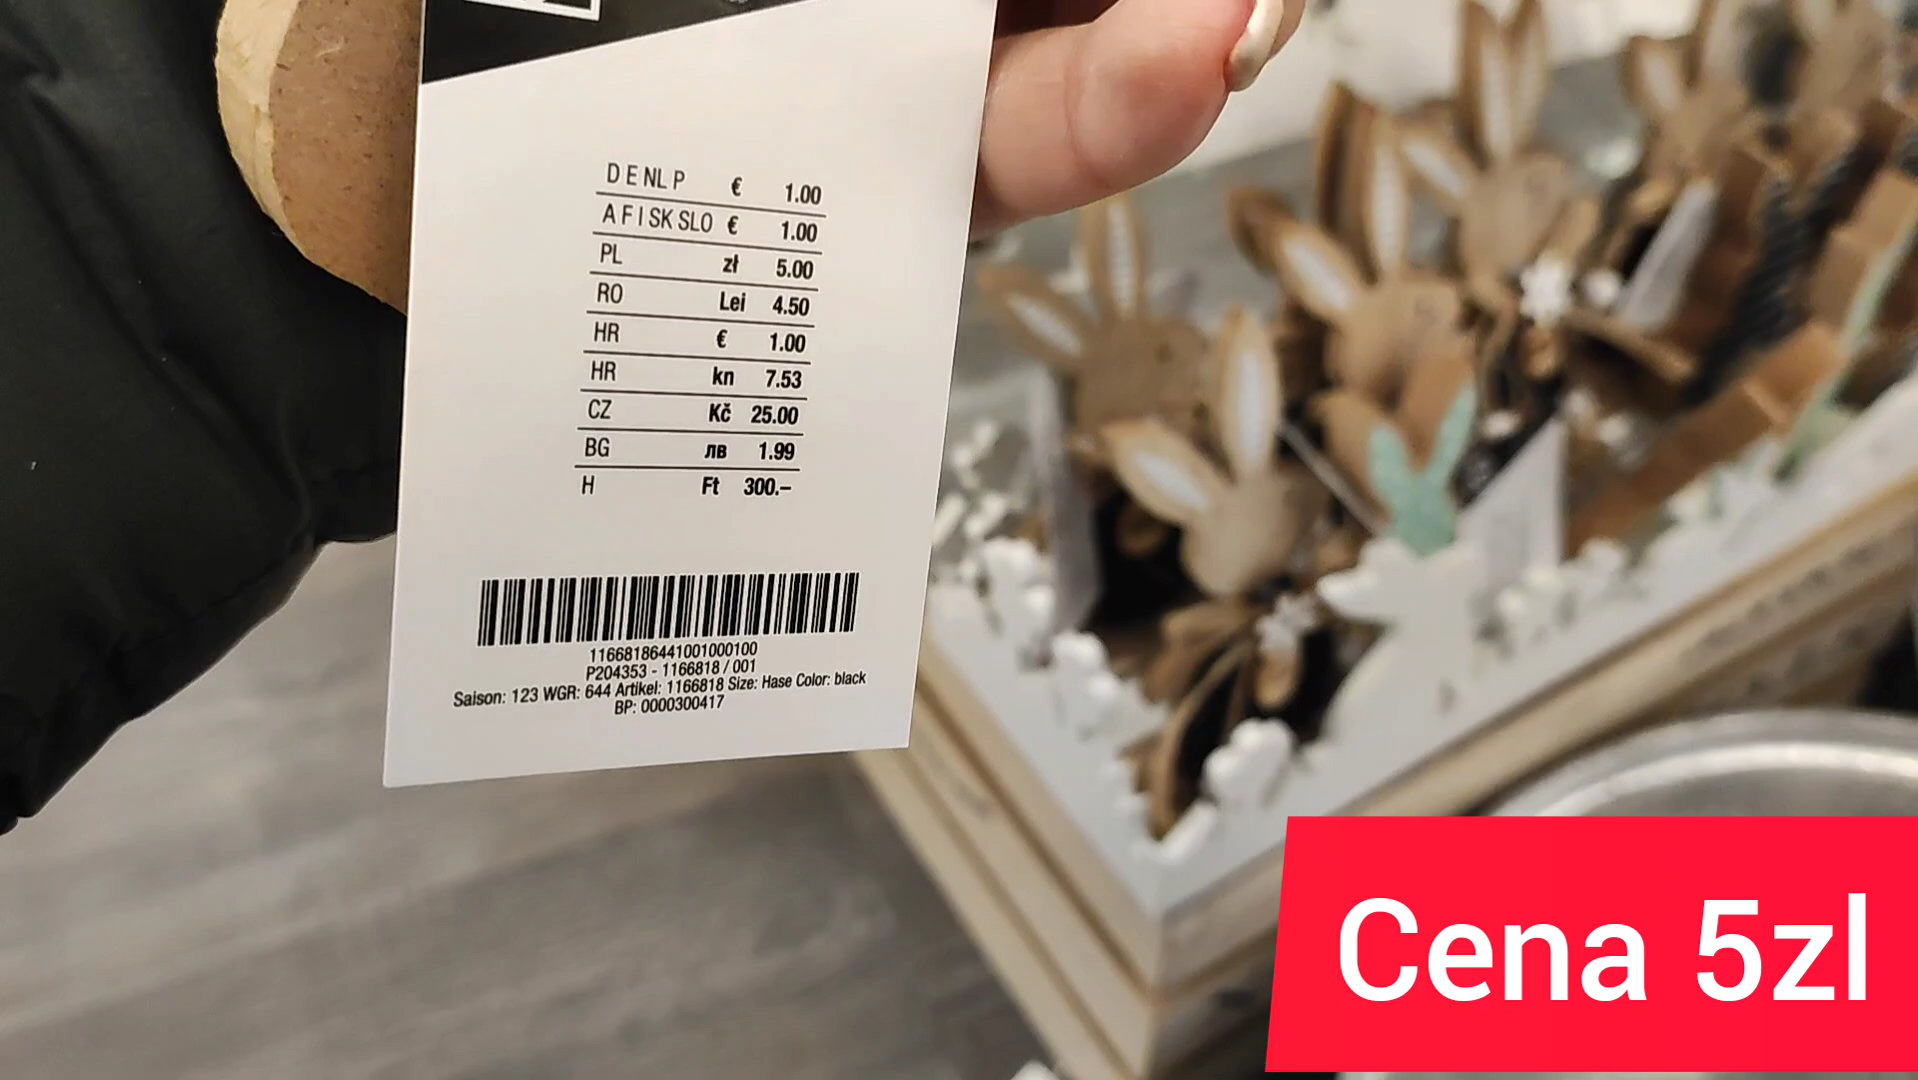 D E NL P € 1.00
A F I SK SLO € 1.00
PL zł 5.00
RO Lei 4.50
HR € 1.00
HR kn 7.53
CZ Kč 25.00
BG лв 1.99
H Ft 300.–
11668186441001000100
P204353 - 1166818 / 001
Saison: 123 WGR: 644 Artikel: 1166818 Size: Hase Color: black
BP: 0000300417
Cena 5zl